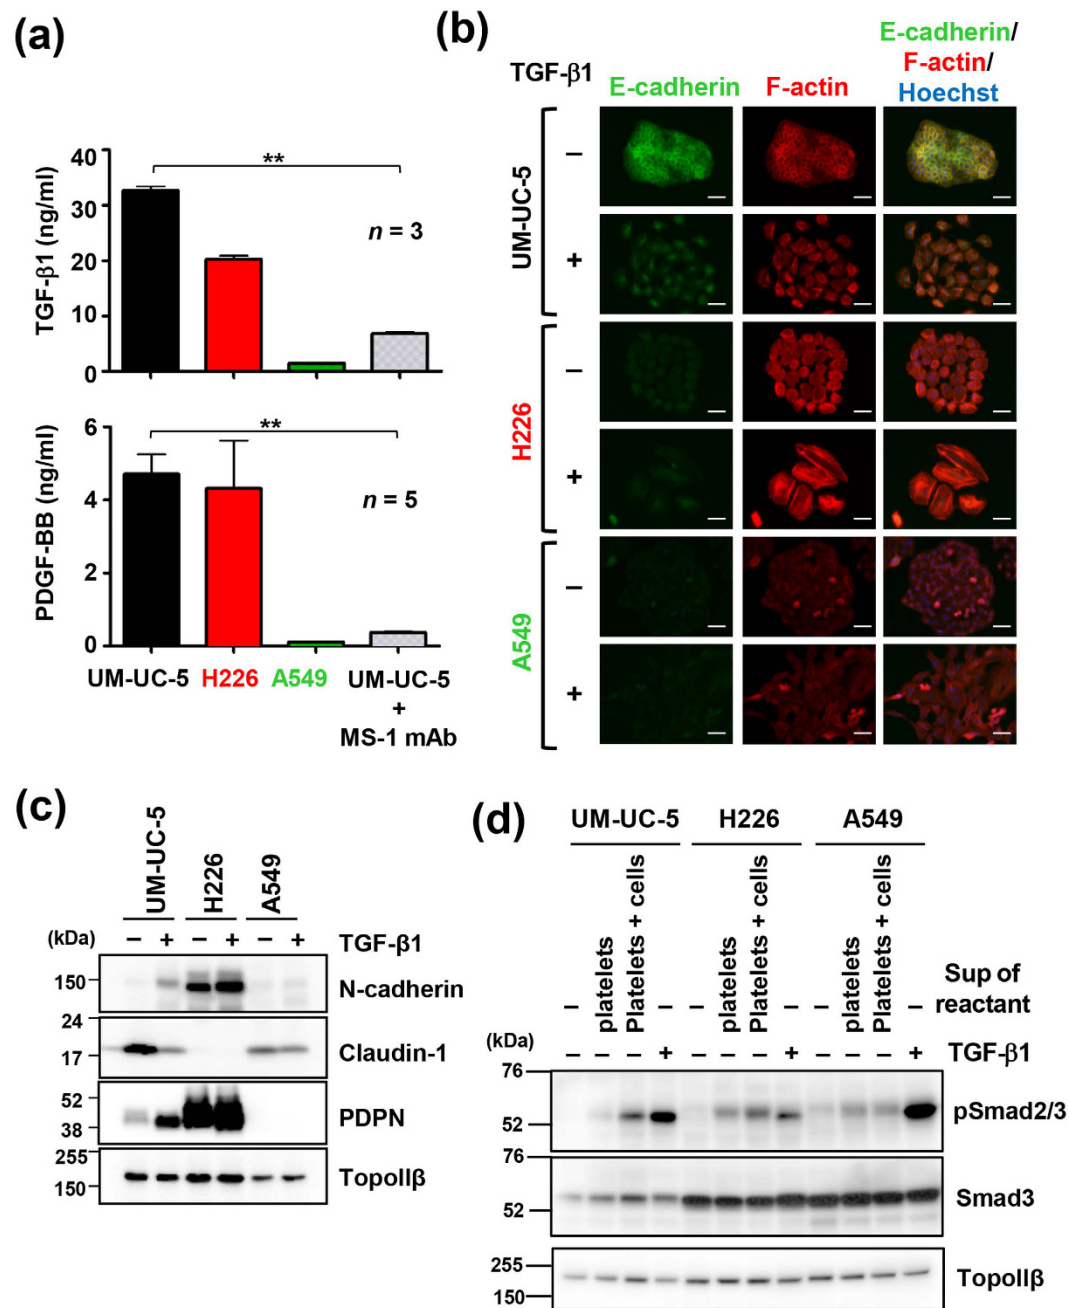 (a)
TGF-β1 (ng/ml)
40
30
20
10
0
**
n = 3
PDGF-BB (ng/ml)
6
4
2
0
**
n = 5
UM-UC-5 H226 A549 UM-UC-5
+
MS-1 mAb
(b)
TGF-β1
E-cadherin
F-actin
E-cadherin/
F-actin/
Hoechst
UM-UC-5
−
+
H226
−
+
A549
−
+
(c)
UM-UC-5
H226
A549
(kDa)
− + − + − + TGF-β1
150
N-cadherin
24
17
Claudin-1
52
38
PDPN
255
150
TopoIIβ
(d)
UM-UC-5 H226 A549
− platelets Platelets + cells − − platelets Platelets + cells − − platelets Platelets + cells −
Sup of
reactant
(kDa)
− − − + − − − + − − − + TGF-β1
76
52
pSmad2/3
76
52
Smad3
255
150
TopoIIβ